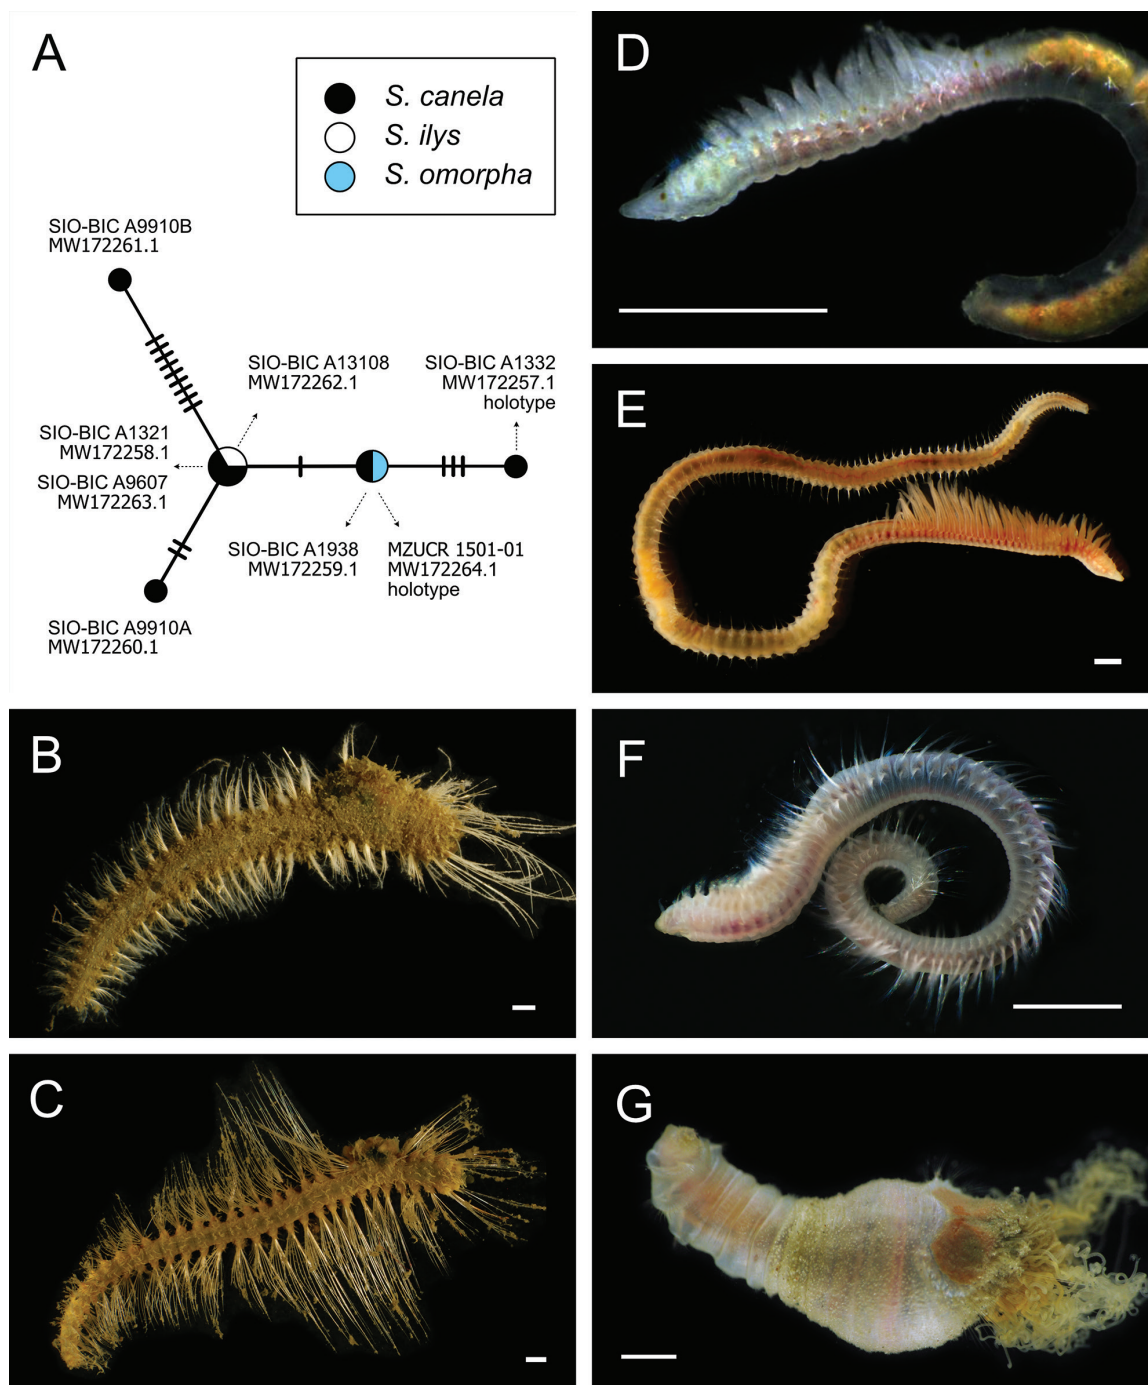 A
S. canela
S. ilys
S. omorpha
SIO-BIC A9910B
MW172261.1
SIO-BIC A13108
MW172262.1
SIO-BIC A1332
MW172257.1
holotype
SIO-BIC A1321
MW172258.1
SIO-BIC A9607
MW172263.1
SIO-BIC A1938
MW172259.1
MZUCR 1501-01
MW172264.1
holotype
SIO-BIC A9910A
MW172260.1
B
C
D
E
F
G